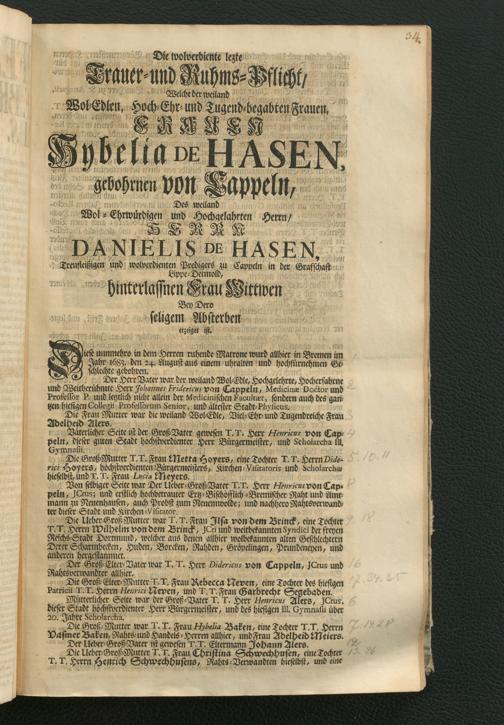 34.
Die wolverdiente lezte
Trauer- und Ruhms-Pflicht/
Welche der weiland
Wol-Edlen, Hoch-Ehr- und Tugend-begabten Frauen,
FRAUEN
Sybelia DE HASEN,
gebohrnen von Cappeln,
Des weiland
Wol-Ehrwürdigen und Hochgelahrten Herrn/
HERRN
DANIELIS DE HASEN,
Treufleißigen und wolverdienten Predigers zu Cappeln in der Graffschaft
Lippe-Detmold,
hinterlassnen Frau Wittwen
Bey Dero
seligem Absterben
erzeiget ist.
Diese nunmehro in dem Herren ruhende Matrone ward allhier in Bremen im
Jahr 1653. den 24. August aus einem uhralten und hochfürnehmen Ge-
schlechte gebohren.
Der Herr Vater war der weiland Wol-Edle, Hochgelahrte, Hocherfahrne
und Weitberühmte Herr Johannes Fridericus von Cappeln, Medicinæ Doctor und
Professor P. und letzlich nicht allein der Medicinischen Facultæt, sondern auch des gan-
zen hiesigen Collegii Professorum Senior, und ältester Stadt-Physicus.
Die Frau Mutter war die weiland Wol-Edle, Viel-Ehr und Tugendreiche Frau
Adelheid Alers.
Väterlicher Seite ist der Groß-Vater gewesen T. T. Herr Henricus von Cap-
peln, dieser guten Stadt hochverdienter Herr Bürgermeister, und Scholarcha Ill.
Gymnasii.
Die Groß-Mutter war T. T. Frau Metta Hoyers, eine Tochter T. T. Herrn Dide-
rici Hoyers, hochverdienten Bürgermeisters, Kirchen-Visitatoris und Scholarchæ
hieselbst, und T. T. Frau Lucia Meyers.
Von selbiger Seite war Der Ueber-Groß-Vater T. T. Herr Henricus von Cap-
peln, JCtus; und erstlich hochbetrauter Erz-Bischöflich-Bremischer Raht und Amt-
mann zu Neuenhausen, auch Probst zum Neuenwolde; und nachhero Rahtsverwand-
ter dieser Stadt und Kirchen-Visitator.
Die Ueber-Groß-Mutter war T. T. Frau Ilsa von dem Brinck, eine Tochter
T. T. Herrn Wilhelm von dem Brinck, JCti und weitbekannten Syndici der freyen
Reichs-Stadt Dortmund, welcher aus denen allhier wolbekannten alten Geschlechtern
Derer Scharmbecken, Huden, Borcken, Rahden, Gröpelingen, Prundeneyen, und
anderen hergestammet.
Der Groß-Elter-Vater war T. T. Herr Didericus von Cappeln, JCtus und
Rahtsverwandter allhier.
Die Groß Elter-Mutter T. T. Frau Rebecca Neven, eine Tochter des hiesigen
Patricii T. T. Herrn Henrici Neven, und T. T. Frau Garbrecht Segebaden.
Mütterlicher Seite war der Groß-Vater T. T. Herr Henricus Alers, JCtus,
dieser Stadt hochverdienter Herr Bürgermeister, und des hiesigen Ill. Gymnasii über
20. Jahre Scholarcha.
Die Groß-Mutter war T. T. Frau Hybelia Baken, eine Tochter T. T. Herrn
Vasmer Baken, Rahts- und Handels-Herren allhier, und Frau Adelheid Meiers.
Der Ueber-Groß-Vater ist gewesen T. T. Eltermann Johann Alers.
Die Ueber-Groß-Mutter T. T. Frau Christina Schwechhusen, eine Tochter
T. T. Herrn Henrich Schwechhusens, Rahts-Verwandten hieselbst, und eine